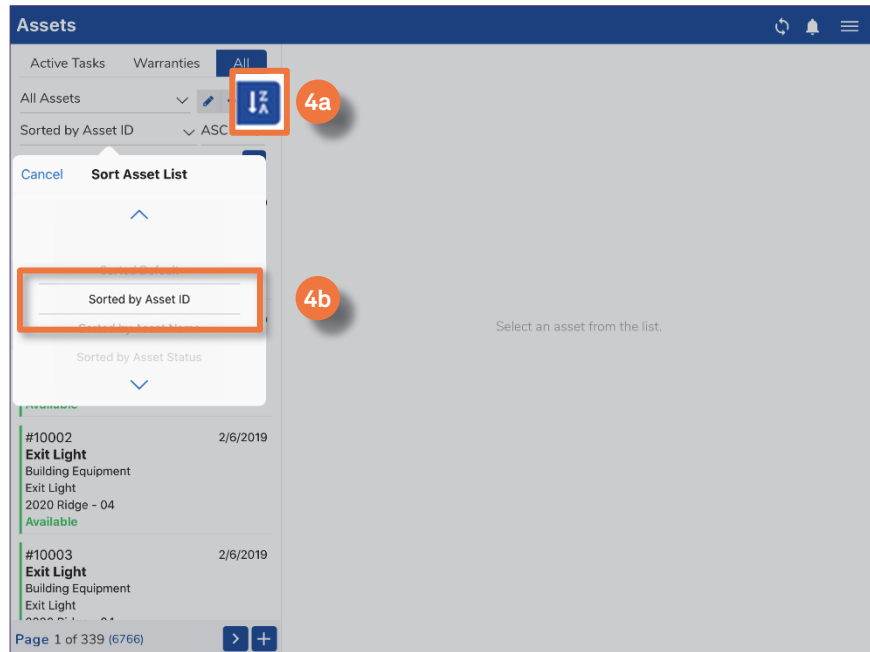 Assets
Active Tasks Warranties All
All Assets
4a
Sorted by Asset ID ASC
Cancel Sort Asset List
Sorted Default
Sorted by Asset ID
4b
Sorted by Asset Name
Sorted by Asset Status
Select an asset from the list.
Available
#10002 2/6/2019
Exit Light
Building Equipment
Exit Light
2020 Ridge - 04
Available
#10003 2/6/2019
Exit Light
Building Equipment
Exit Light
2020 Ridge - 04
Page 1 of 339 (6766)